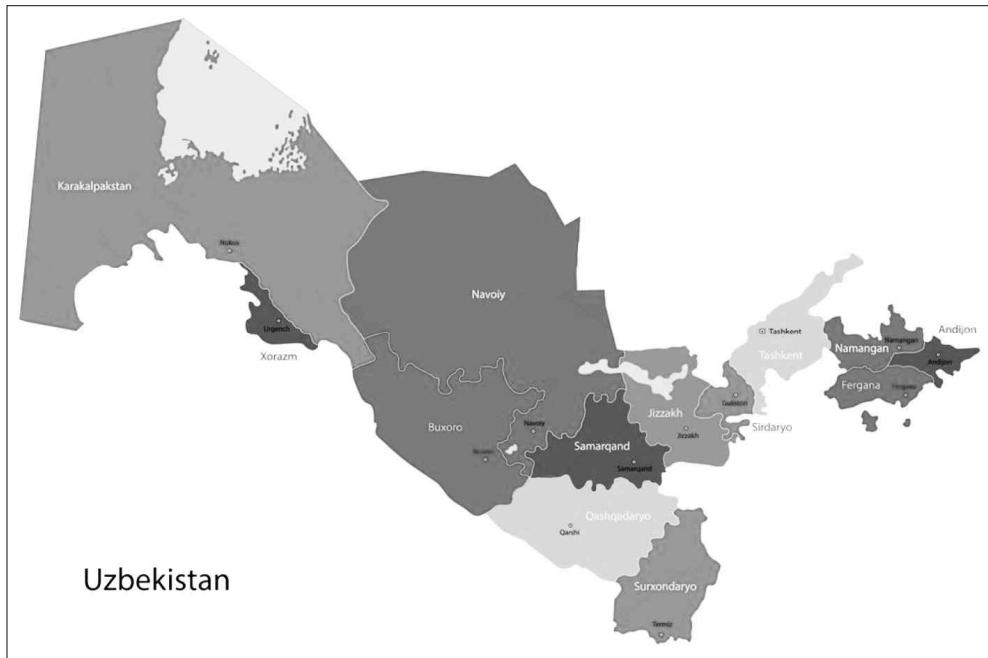 Karakalpakstan
Nukus
Navoiy
Urgench
Xorazm
Tashkent
Tashkent
Andijon
Namangan
Namangan
Andijon
Fergana
Jizzakh
Guliston
Sirdaryo
Buxoro
Navoiy
Jizzakh
Samarqand
Samarqand
Qashqadaryo
Qarshi
Surxondaryo
Termiz
Uzbekistan